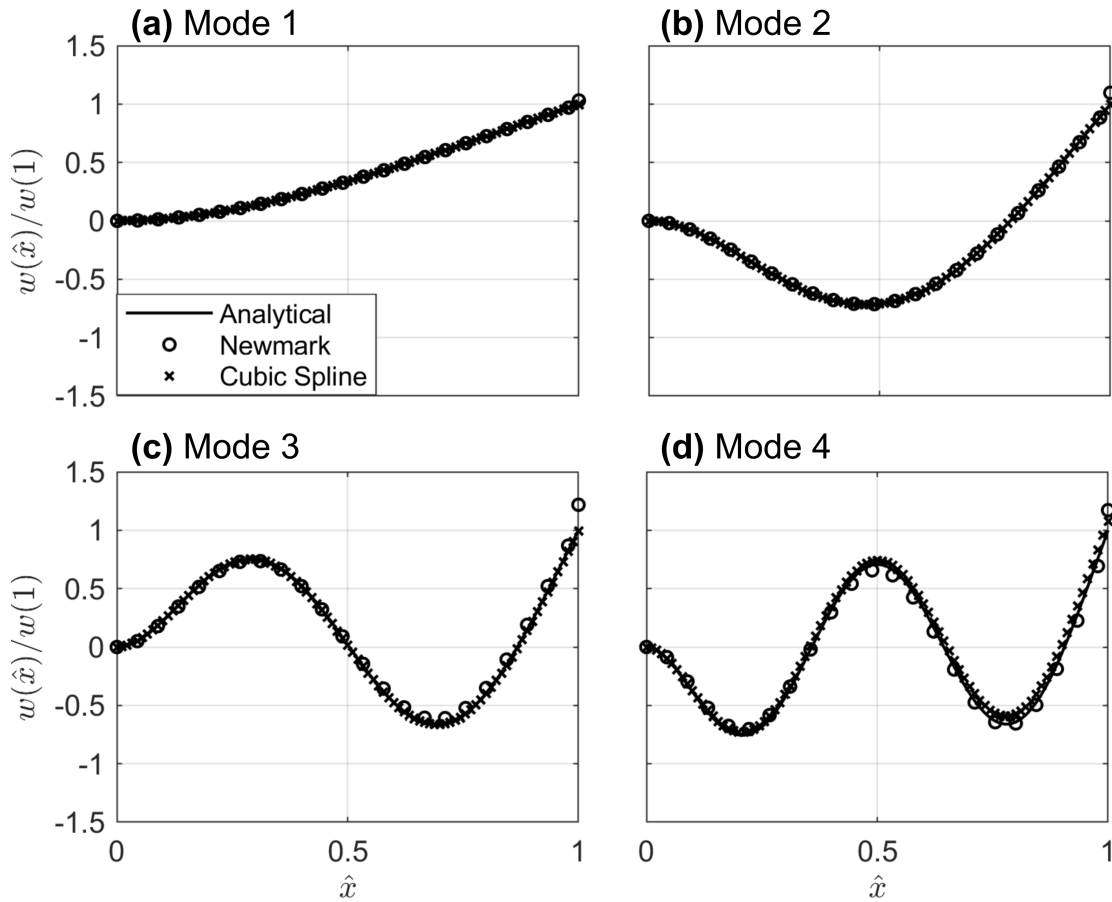 (a) Mode 1
(b) Mode 2
1.5
1
0.5
0
-0.5
-1
-1.5
w(x̂)/w(1)
Analytical
Newmark
Cubic Spline
(c) Mode 3
(d) Mode 4
1.5
1
0.5
0
-0.5
-1
-1.5
w(x̂)/w(1)
0 0.5 1
0 0.5 1
x̂
x̂